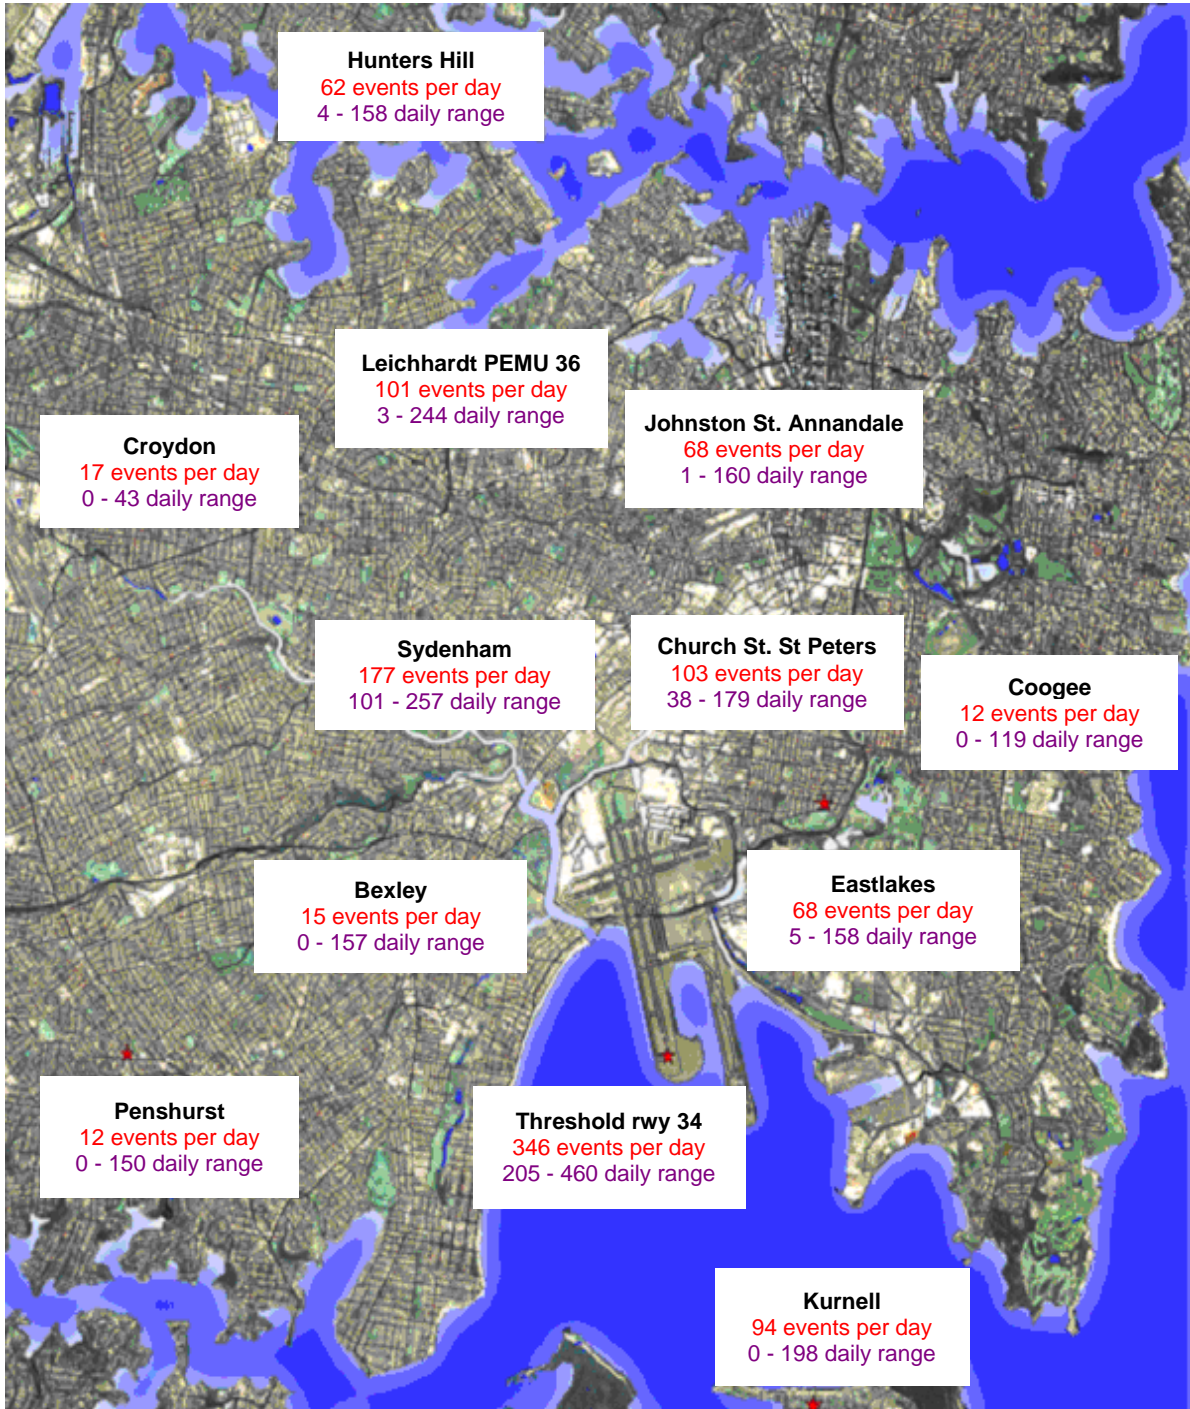 Hunters Hill
62 events per day
4 - 158 daily range
Leichhardt PEMU 36
101 events per day
3 - 244 daily range
Johnston St. Annandale
68 events per day
1 - 160 daily range
Croydon
17 events per day
0 - 43 daily range
Sydenham
177 events per day
101 - 257 daily range
Church St. St Peters
103 events per day
38 - 179 daily range
Coogee
12 events per day
0 - 119 daily range
Bexley
15 events per day
0 - 157 daily range
Eastlakes
68 events per day
5 - 158 daily range
Penshurst
12 events per day
0 - 150 daily range
Threshold rwy 34
346 events per day
205 - 460 daily range
Kurnell
94 events per day
0 - 198 daily range